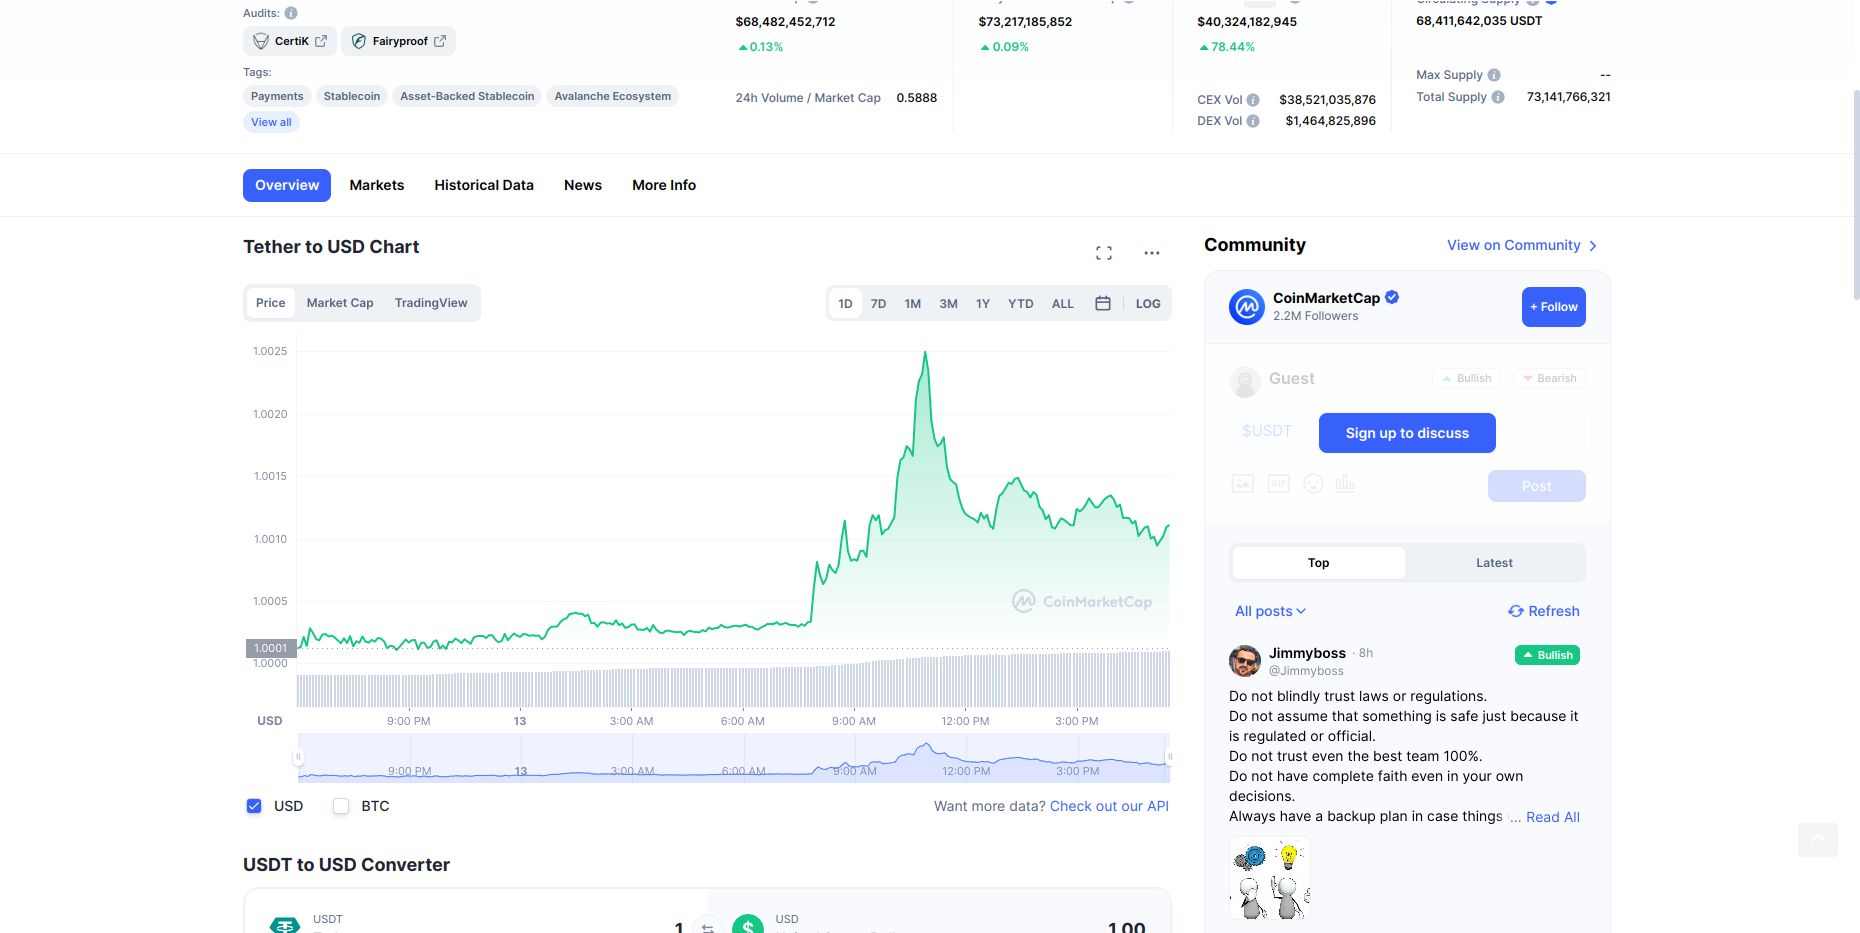 Audits:
CertiK
Fairyproof
Tags:
Payments
Stablecoin
Asset-Backed Stablecoin
Avalanche Ecosystem
View all
$68,482,452,712
0.13%
24h Volume / Market Cap 0.5888
$73,217,185,852
0.09%
$40,324,182,945
78.44%
CEX Vol $38,521,035,876
DEX Vol $1,464,825,896
Circulating Supply
68,411,642,035 USDT
Max Supply --
Total Supply 73,141,766,321
Overview
Markets
Historical Data
News
More Info
Tether to USD Chart
Price
Market Cap
TradingView
1D
7D
1M
3M
1Y
YTD
ALL
LOG
1.0025
1.0020
1.0015
1.0010
1.0005
1.0001
1.0000
CoinMarketCap
USD
9:00 PM
13
3:00 AM
6:00 AM
9:00 AM
12:00 PM
3:00 PM
9:00 PM
13
3:00 AM
6:00 AM
9:00 AM
12:00 PM
3:00 PM
USD
BTC
Want more data? Check out our API
USDT to USD Converter
USDT
1
USD
1.00
Community
View on Community
CoinMarketCap
2.2M Followers
+ Follow
Guest
Bullish
Bearish
$USDT
Sign up to discuss
GIF
Post
Top
Latest
All posts
Refresh
Jimmyboss · 8h
@Jimmyboss
Bullish
Do not blindly trust laws or regulations.
Do not assume that something is safe just because it
is regulated or official.
Do not trust even the best team 100%.
Do not have complete faith even in your own
decisions.
Always have a backup plan in case things ... Read All